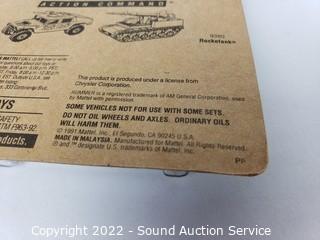 ACTION COMMAND
Rocketank
This product is produced under license from
Chrysler Corporation.
HUMMER is a registered trademark of AM General Corporation, uses
by Mattel with permission.
SOME VEHICLES NOT FOR USE WITH SOME SETS.
DO NOT OIL WHEELS AND AXLES. ORDINARY OILS
WILL HARM THEM.
© 1991 Mattel, Inc. El Segundo, CA 90245 U.S.A.
MADE IN MALAYSIA. Manufactured for Mattel. All Rights Reserved.
® and ™ designate U.S. trademarks of Mattel, Inc.
YS
SAFETY
STM F963-92
oducts.
Copyright 2022 - Sound Auction Service